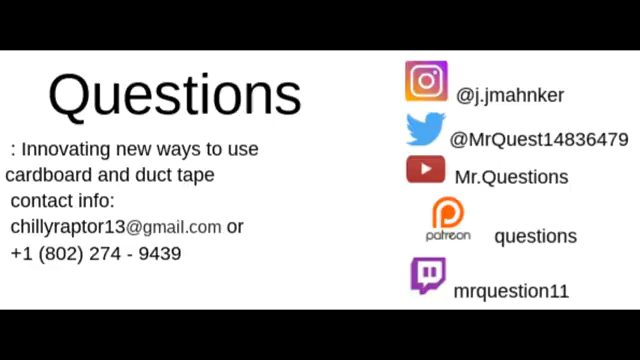 Questions
: Innovating new ways to use
cardboard and duct tape
contact info:
chillyraptor13@gmail.com or
+1 (802) 274 - 9439
@j.jmahnker
@MrQuest14836479
Mr.Questions
patreon
questions
mrquestion11